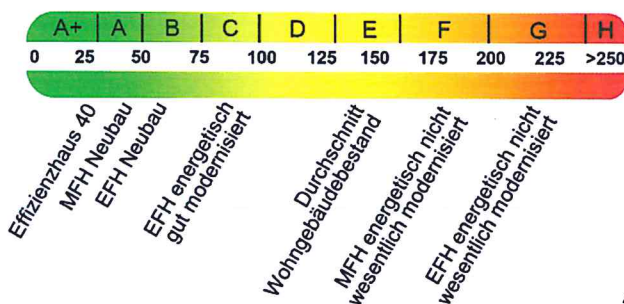 A+ A B C D E F G H
0 25 50 75 100 125 150 175 200 225 >250
Effizienzhaus 40
MFH Neubau
EFH Neubau
EFH energetisch
gut modernisiert
Durchschnitt
Wohngebäudebestand
MFH energetisch nicht
wesentlich modernisiert
EFH energetisch nicht
wesentlich modernisiert